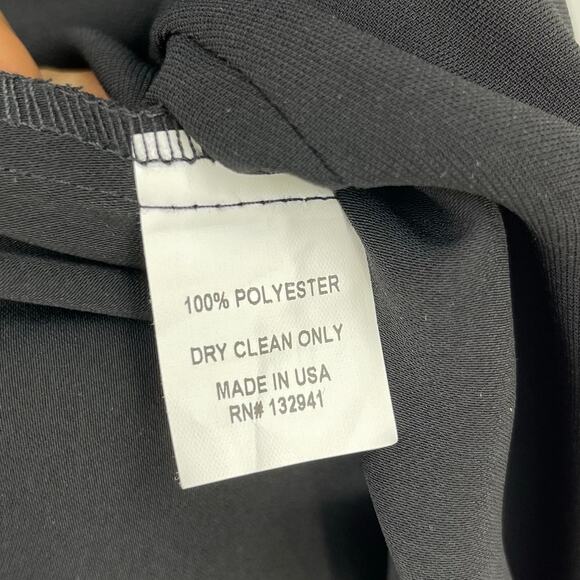 100% POLYESTER
DRY CLEAN ONLY
MADE IN USA
RN# 132941